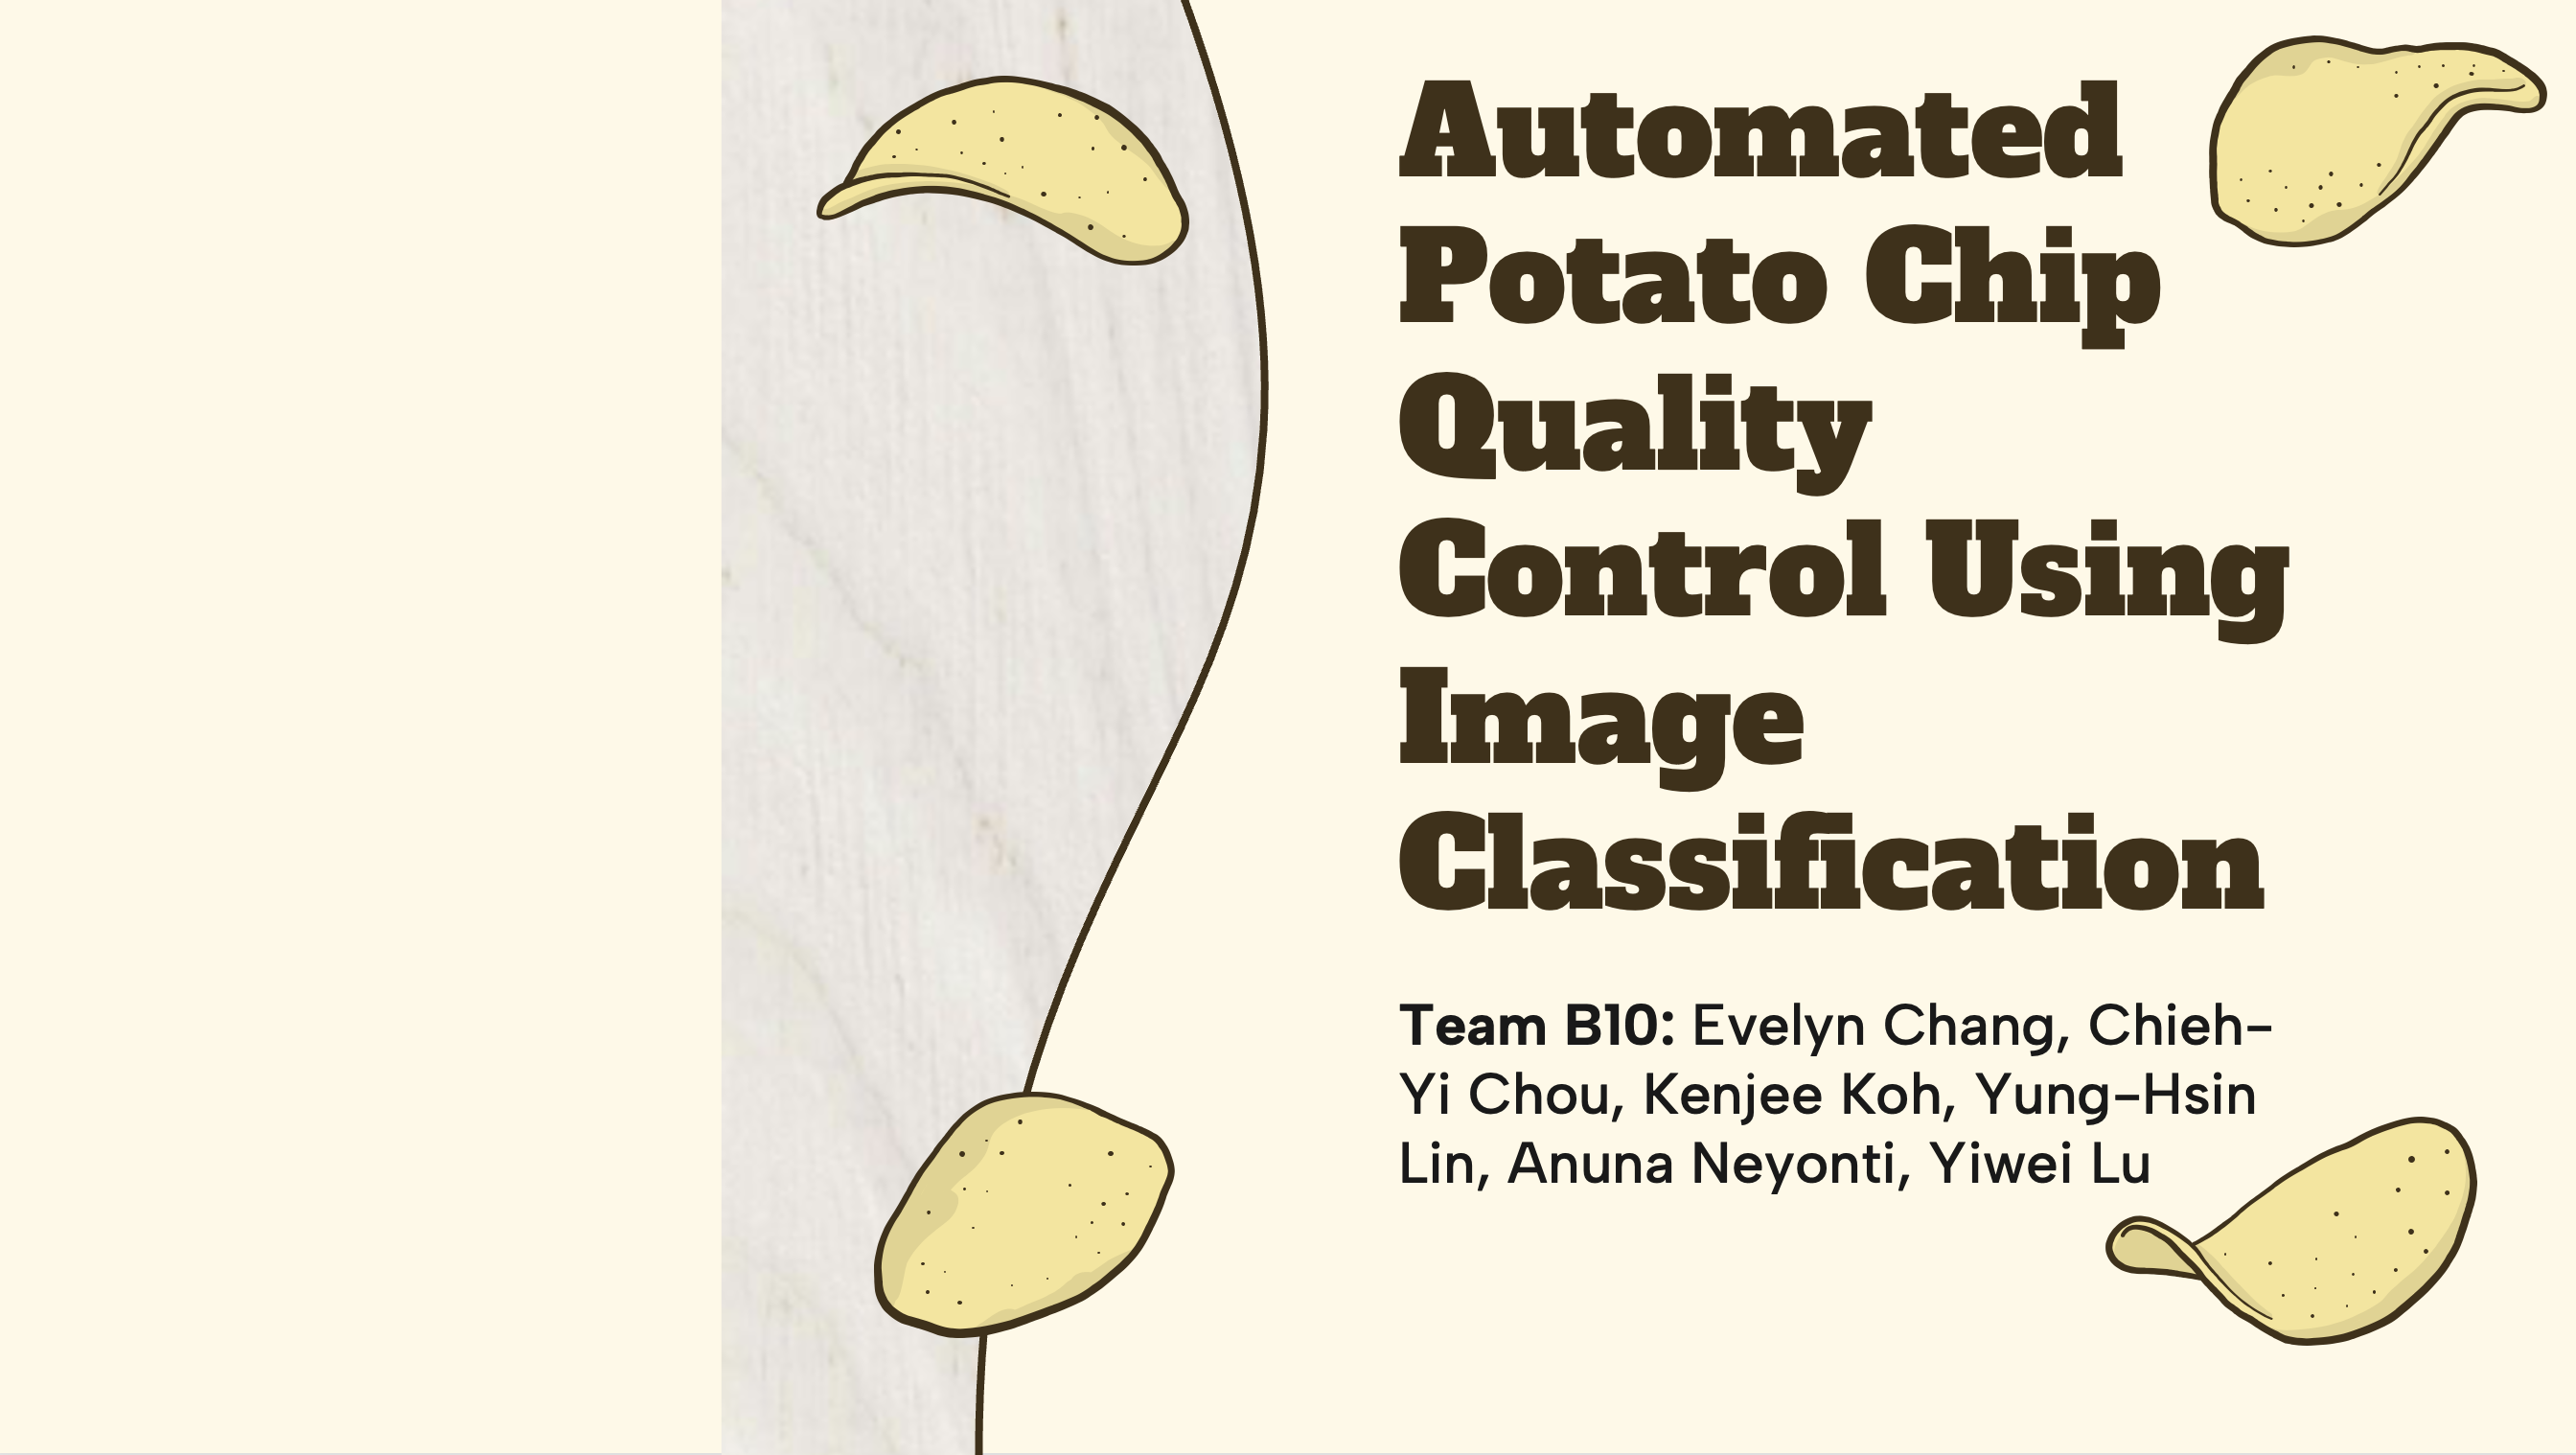 Automated
Potato Chip
Quality
Control Using
Image
Classification
Team B10: Evelyn Chang, Chieh-
Yi Chou, Kenjee Koh, Yung-Hsin
Lin, Anuna Neyonti, Yiwei Lu